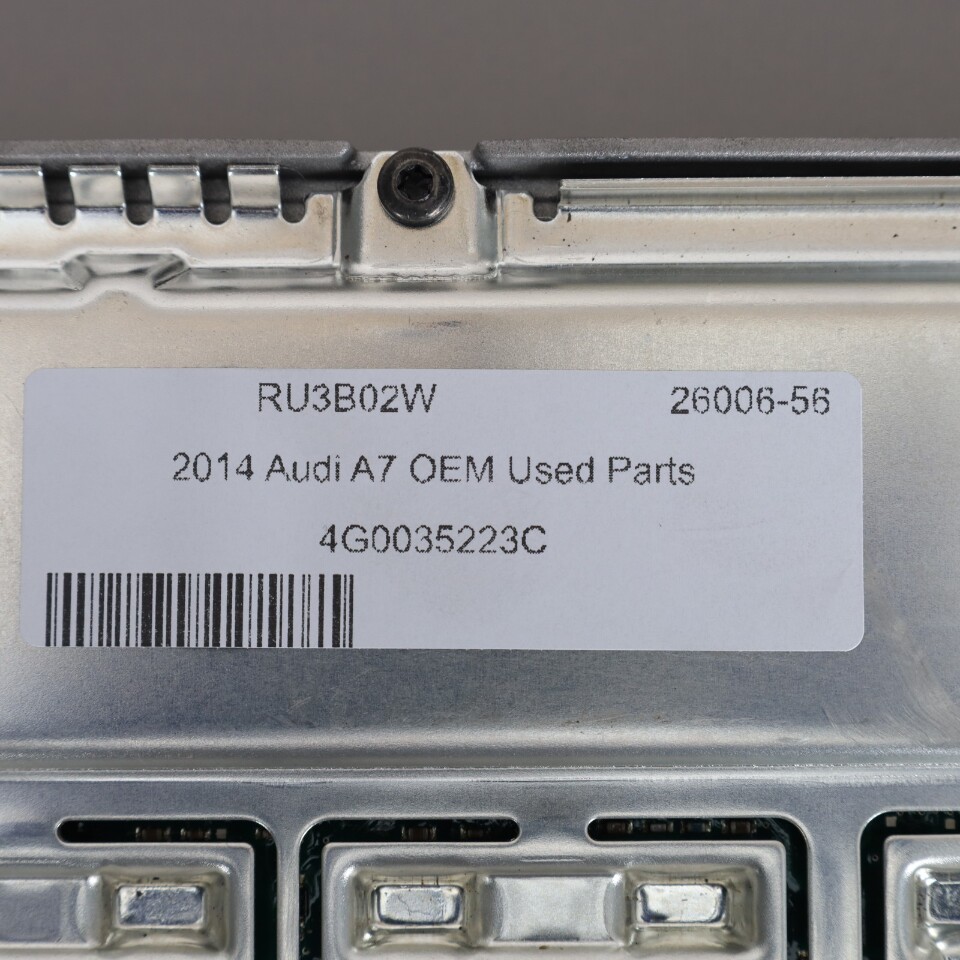 RU3B02W 26006-56
2014 Audi A7 OEM Used Parts
4G0035223C